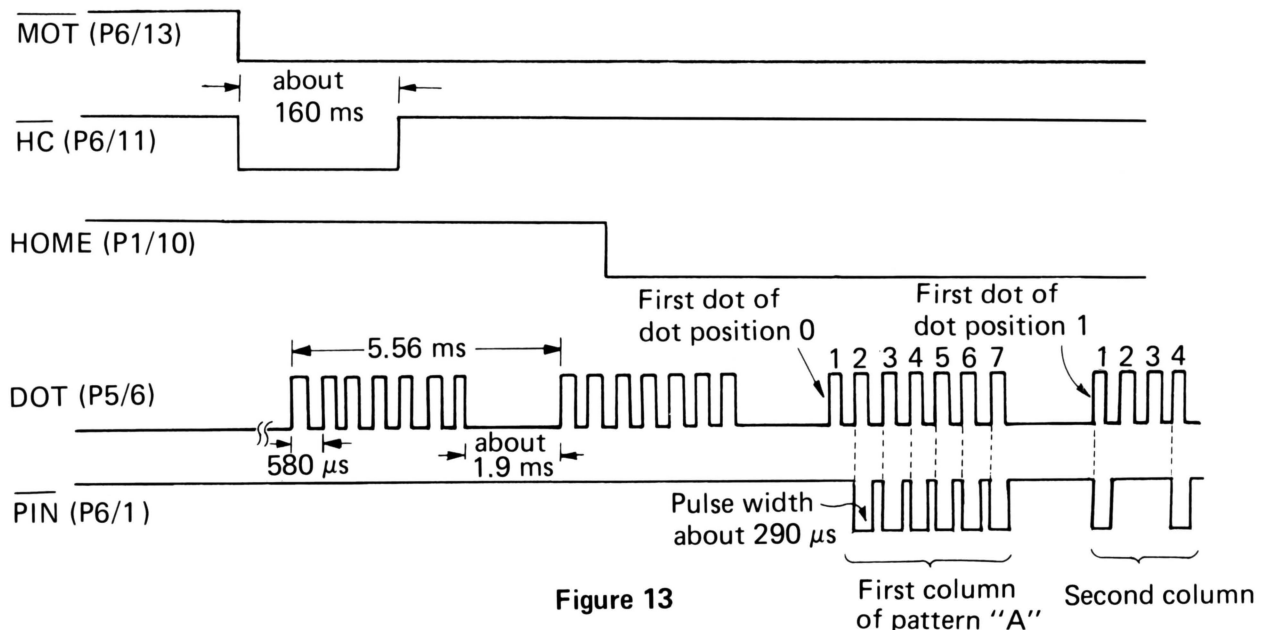 MOT (P6/13)
about
160 ms
HC (P6/11)
HOME (P1/10)
First dot of
dot position 0
First dot of
dot position 1
5.56 ms
1 2 3 4 5 6 7
1 2 3 4
DOT (P5/6)
580 μs
about
1.9 ms
PIN (P6/1)
Pulse width
about 290 μs
First column
of pattern "A"
Second column
Figure 13